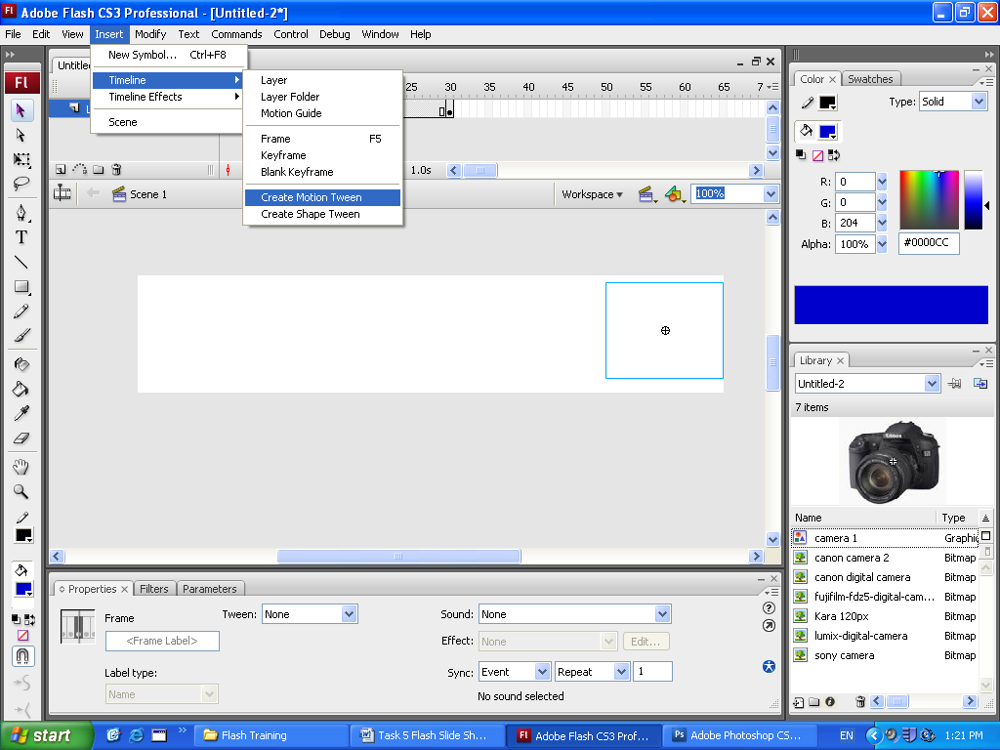 Fl Adobe Flash CS3 Professional - [Untitled-2*]
File Edit View Insert Modify Text Commands Control Debug Window Help
New Symbol... Ctrl+F8
Timeline
Timeline Effects
Scene
Layer
Layer Folder
Motion Guide
Frame F5
Keyframe
Blank Keyframe
Create Motion Tween
Create Shape Tween
25 30 35 40 45 50 55 60 65 7
1.0s
Scene 1
Workspace
100%
Fl
T
Color Swatches
Type: Solid
R: 0
G: 0
B: 204
Alpha: 100% #0000CC
Library
Untitled-2
7 items
Canon
Name Type
camera 1 Graphic
canon camera 2 Bitmap
canon digital camera Bitmap
fujifilm-fdz5-digital-cam... Bitmap
Kara 120px Bitmap
lumix-digital-camera Bitmap
sony camera Bitmap
Properties Filters Parameters
Frame
<Frame Label>
Label type:
Name
Tween: None
Sound: None
Effect: None Edit...
Sync: Event Repeat 1
No sound selected
start Flash Training Task 5 Flash Slide Sh... Fl Adobe Flash CS3 Prof... Ps Adobe Photoshop CS... EN 1:21 PM